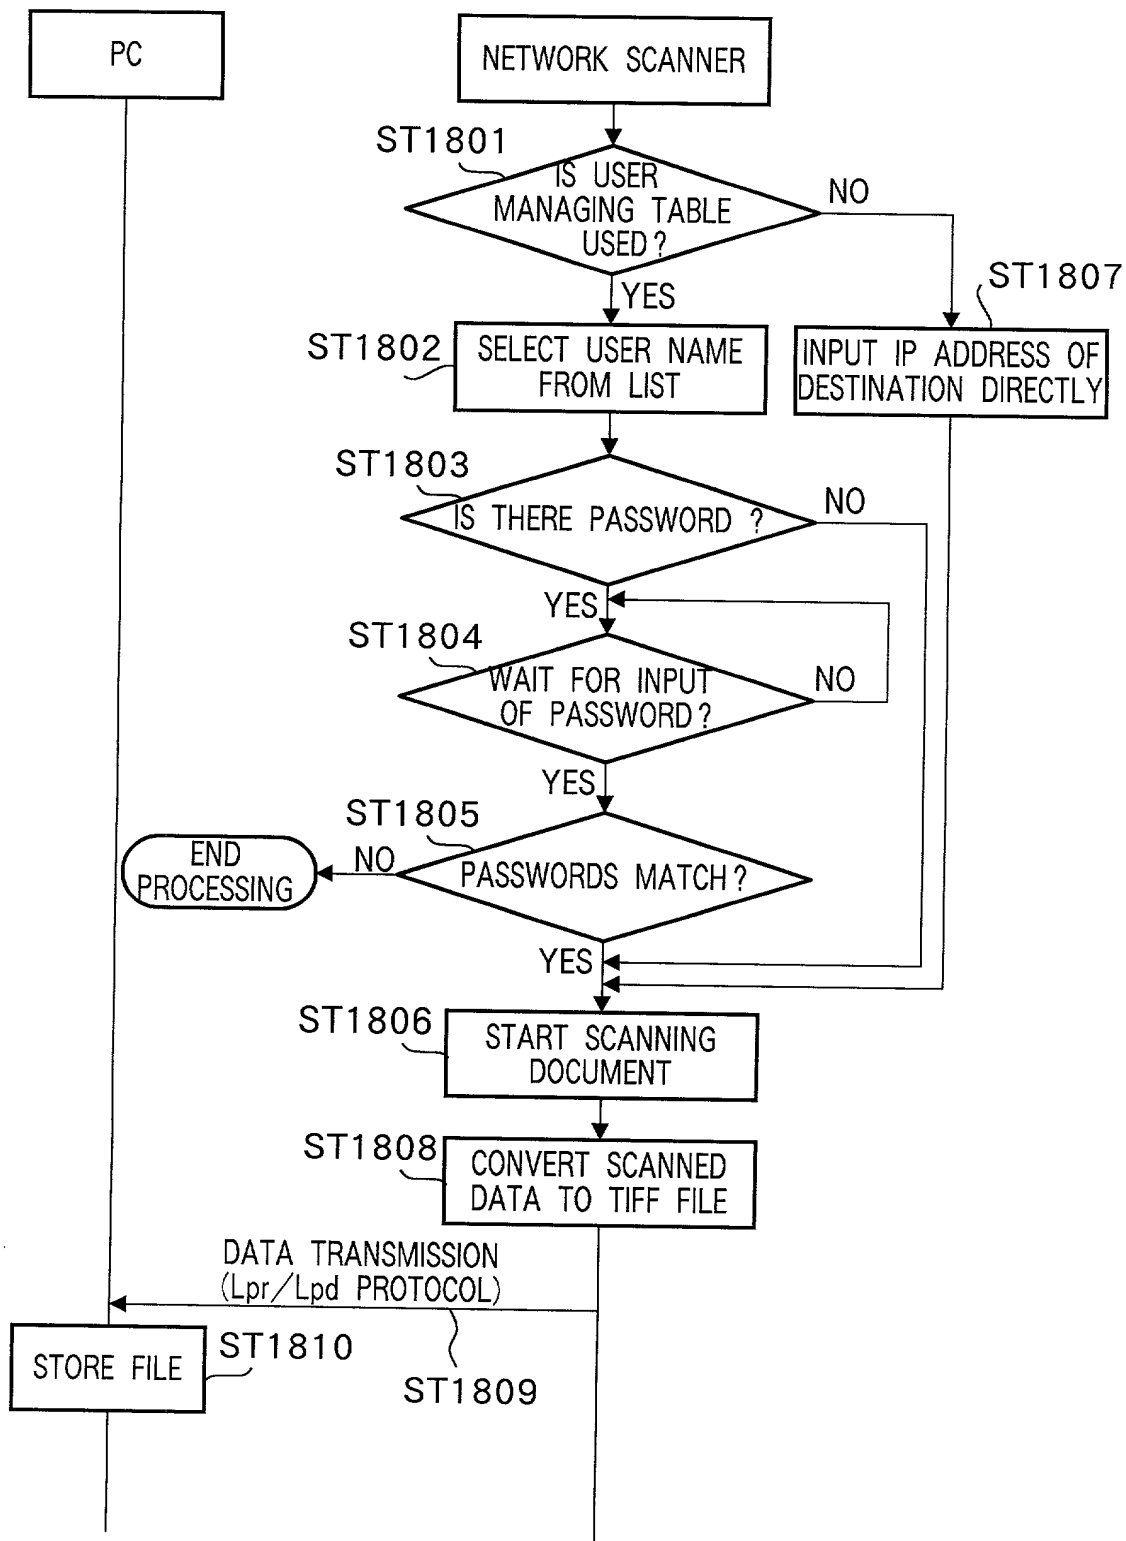 PC
NETWORK SCANNER
ST1801
IS USER
MANAGING TABLE
USED?
NO
YES
ST1807
ST1802
SELECT USER NAME
FROM LIST
INPUT IP ADDRESS OF
DESTINATION DIRECTLY
ST1803
IS THERE PASSWORD ?
NO
YES
ST1804
WAIT FOR INPUT
OF PASSWORD?
NO
YES
ST1805
PASSWORDS MATCH?
NO
END
PROCESSING
YES
ST1806
START SCANNING
DOCUMENT
ST1808
CONVERT SCANNED
DATA TO TIFF FILE
DATA TRANSMISSION
(Lpr/Lpd PROTOCOL)
ST1809
STORE FILE
ST1810